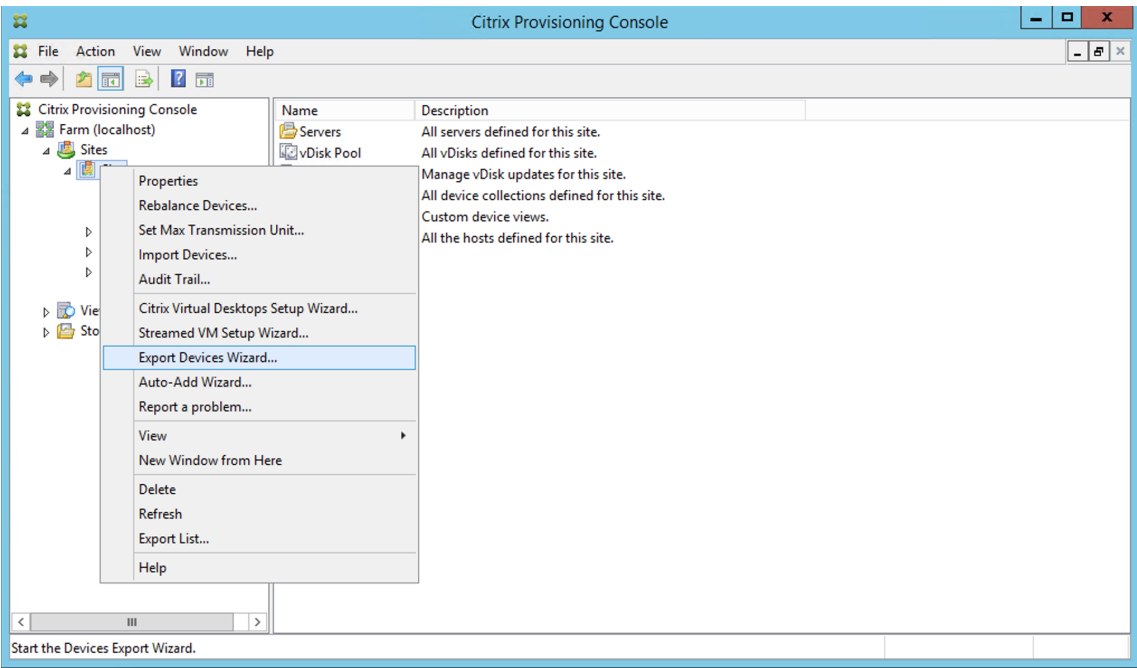 Citrix Provisioning Console
File Action View Window Help
Citrix Provisioning Console
Farm (localhost)
Sites
Name Description
Servers All servers defined for this site.
vDisk Pool All vDisks defined for this site.
Manage vDisk updates for this site.
All device collections defined for this site.
Custom device views.
All the hosts defined for this site.
Properties
Rebalance Devices...
Set Max Transmission Unit...
Import Devices...
Audit Trail...
Citrix Virtual Desktops Setup Wizard...
Streamed VM Setup Wizard...
Export Devices Wizard...
Auto-Add Wizard...
Report a problem...
View
New Window from Here
Delete
Refresh
Export List...
Help
Vie
Sto
Start the Devices Export Wizard.